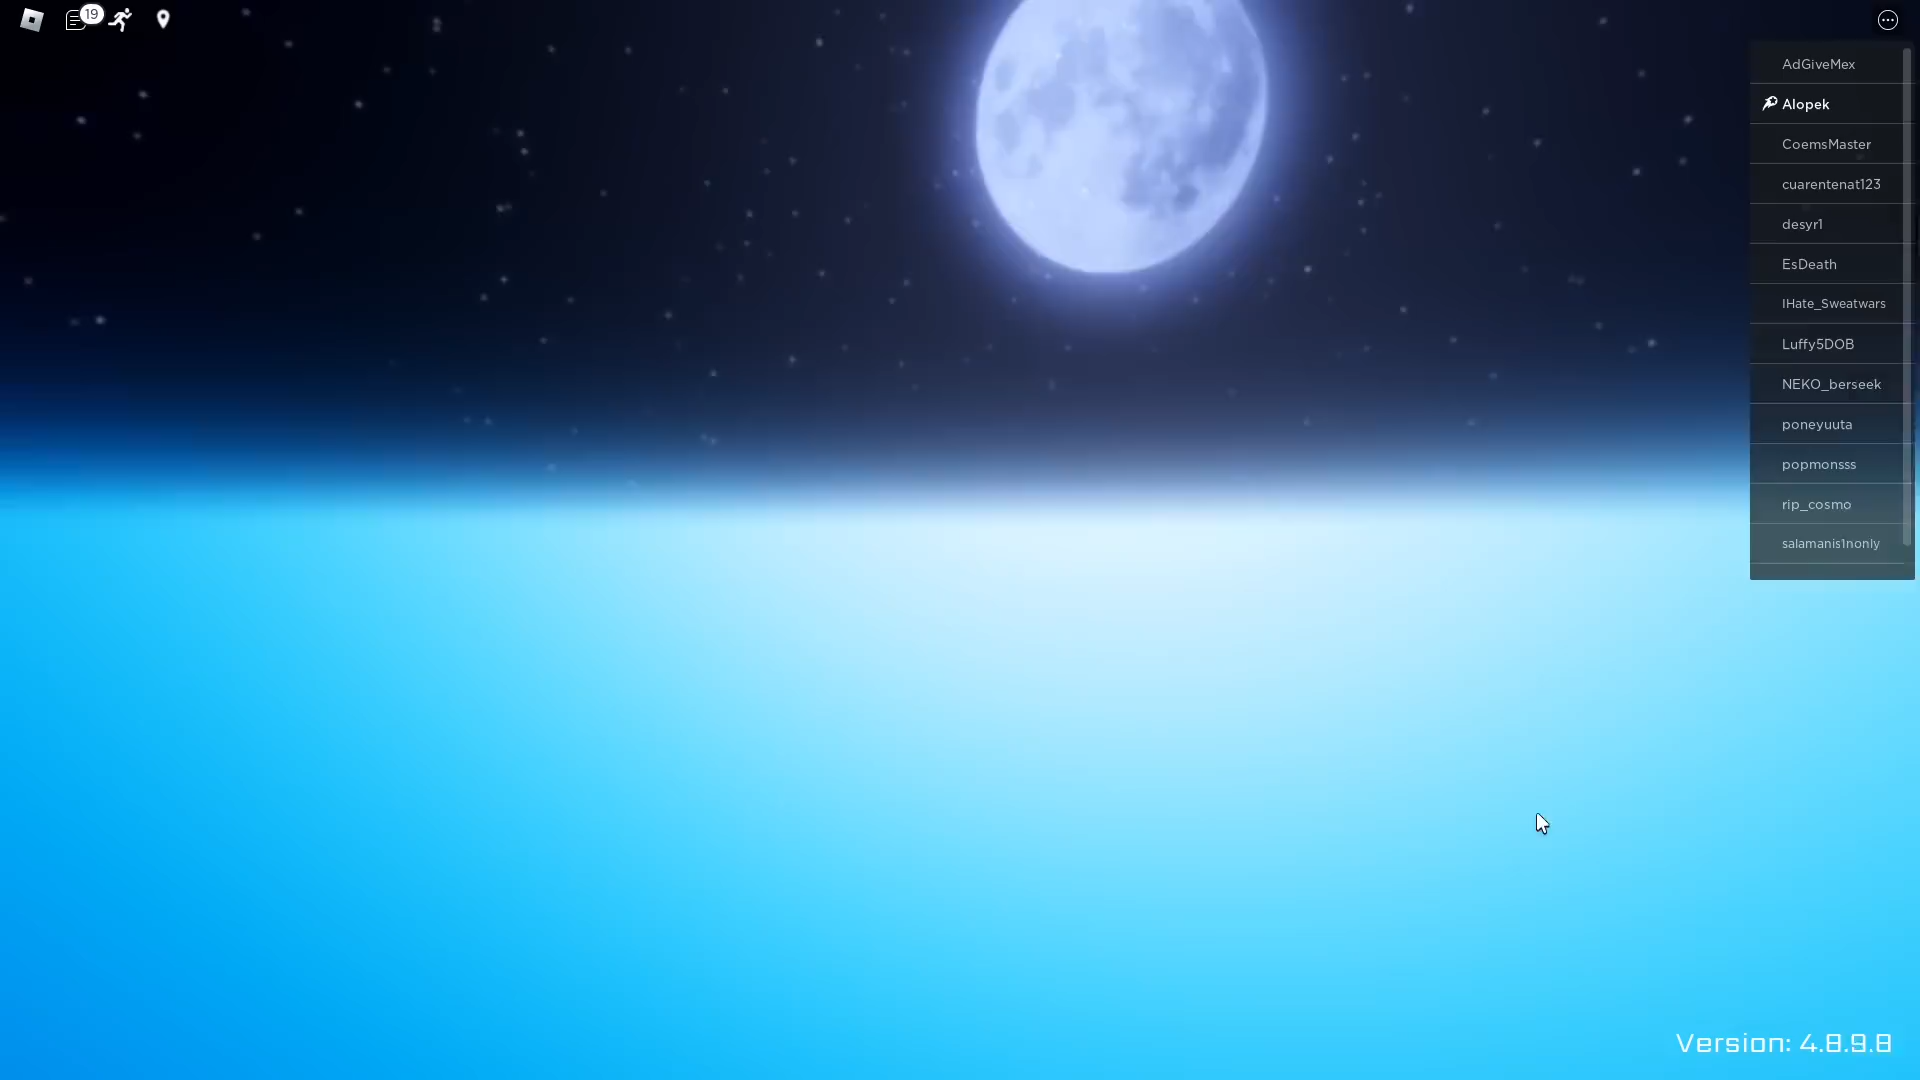 19
AdGiveMex
Alopek
CoemsMaster
cuarentenat123
desyr1
EsDeath
IHate_Sweatwars
Luffy5DOB
NEKO_berseek
poneyuuta
popmonsss
rip_cosmo
salamanis1nonly
Version: 4.8.9.8